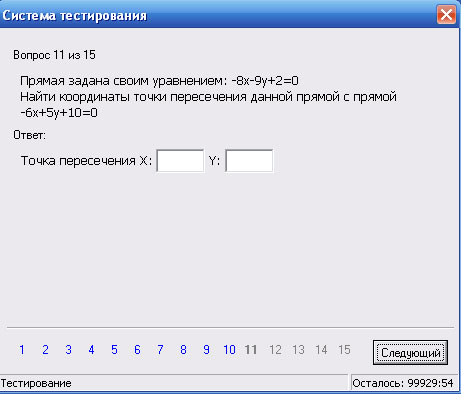 Система тестирования
Вопрос 11 из 15
Прямая задана своим уравнением: -8x-9y+2=0
Найти координаты точки пересечения данной прямой с прямой
-6x+5y+10=0
Ответ:
Точка пересечения X: Y:
1 2 3 4 5 6 7 8 9 10 11 12 13 14 15
Следующий
Тестирование Осталось: 99929:54